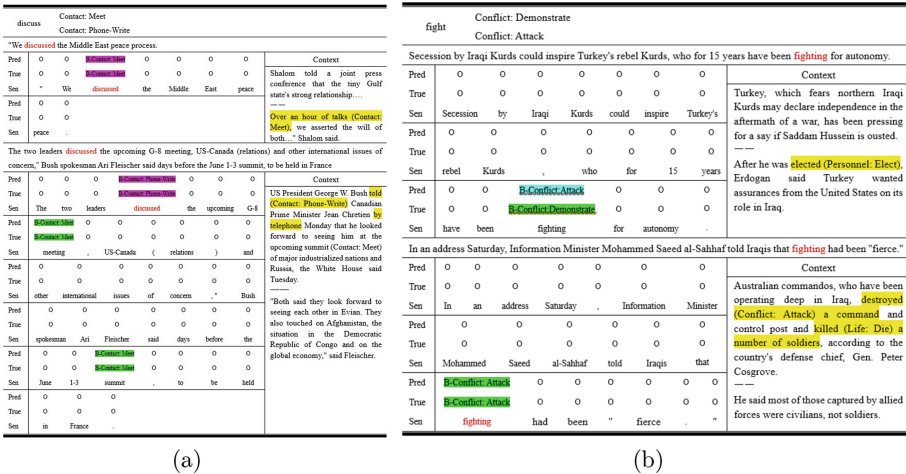 discuss
Contact: Meet
Contact: Phone-Write
"We discussed the Middle East peace process.
Pred O O B-Contact: Meet O O O O
True O O B-Contact: Meet O O O O
Sen " We discussed the Middle East peace
Pred O O
True O O
Sen peace .
Context
Shalom told a joint press
conference that the tiny Gulf
state's strong relationship….
——
Over an hour of talks (Contact:
Meet), we asserted the will of
both…" Shalom said.
The two leaders discussed the upcoming G-8 meeting, US-Canada (relations) and other international issues of
concern," Bush spokesman Ari Fleischer said days before the June 1-3 summit, to be held in France
Pred O O O B-Contact: Phone-Write O O O
True O O O B-Contact: Phone-Write O O O
Sen The two leaders discussed the upcoming G-8
Pred B-Contact: Meet O O O O O O
True B-Contact: Meet O O O O O O
Sen meeting , US-Canada ( relations ) and
Pred O O O O O O O
True O O O O O O O
Sen other international issues of concern ," Bush
Pred O O O O O O O
True O O O O O O O
Sen spokesman Ari Fleischer said days before the
Pred O O B-Contact: Meet O O O O
True O O B-Contact: Meet O O O O
Sen June 1-3 summit , to be held
Pred O O O
True O O O
Sen in France .
Context
US President George W. Bush told
(Contact: Phone-Write) Canadian
Prime Minister Jean Chretien by
telephone Monday that he looked
forward to seeing him at the
upcoming summit (Contact: Meet)
of major industrialized nations and
Russia, the White House said
Tuesday.
——
"Both said they look forward to
seeing each other in Evian. They
also touched on Afghanistan, the
situation in the Democratic
Republic of Congo and on the
global economy," said Fleischer.
(a)
fight
Conflict: Demonstrate
Conflict: Attack
Secession by Iraqi Kurds could inspire Turkey's rebel Kurds, who for 15 years have been fighting for autonomy.
Pred O O O O O O O
True O O O O O O O
Sen Secession by Iraqi Kurds could inspire Turkey's
Pred O O O O O O O
True O O O O O O O
Sen rebel Kurds , who for 15 years
Pred O O B-Conflict:Attack O O O
True O O B-Conflict:Demonstrate O O O
Sen have been fighting for autonomy .
Context
Turkey, which fears northern Iraqi
Kurds may declare independence in the
aftermath of a war, has been pressing
for a say if Saddam Hussein is ousted.
——
After he was elected (Personnel: Elect),
Erdogan said Turkey wanted
assurances from the United States on its
role in Iraq.
In an address Saturday, Information Minister Mohammed Saeed al-Sahhaf told Iraqis that fighting had been "fierce."
Pred O O O O O O O
True O O O O O O O
Sen In an address Saturday , Information Minister
Pred O O O O O O
True O O O O O O
Sen Mohammed Saeed al-Sahhaf told Iraqis that
Pred B-Conflict: Attack O O O O O O
True B-Conflict: Attack O O O O O O
Sen fighting had been " fierce . "
Context
Australian commandos, who have been
operating deep in Iraq, destroyed
(Conflict: Attack) a command and
control post and killed (Life: Die) a
number of soldiers, according to the
country's defense chief, Gen. Peter
Cosgrove.
——
He said most of those captured by allied
forces were civilians, not soldiers.
(b)